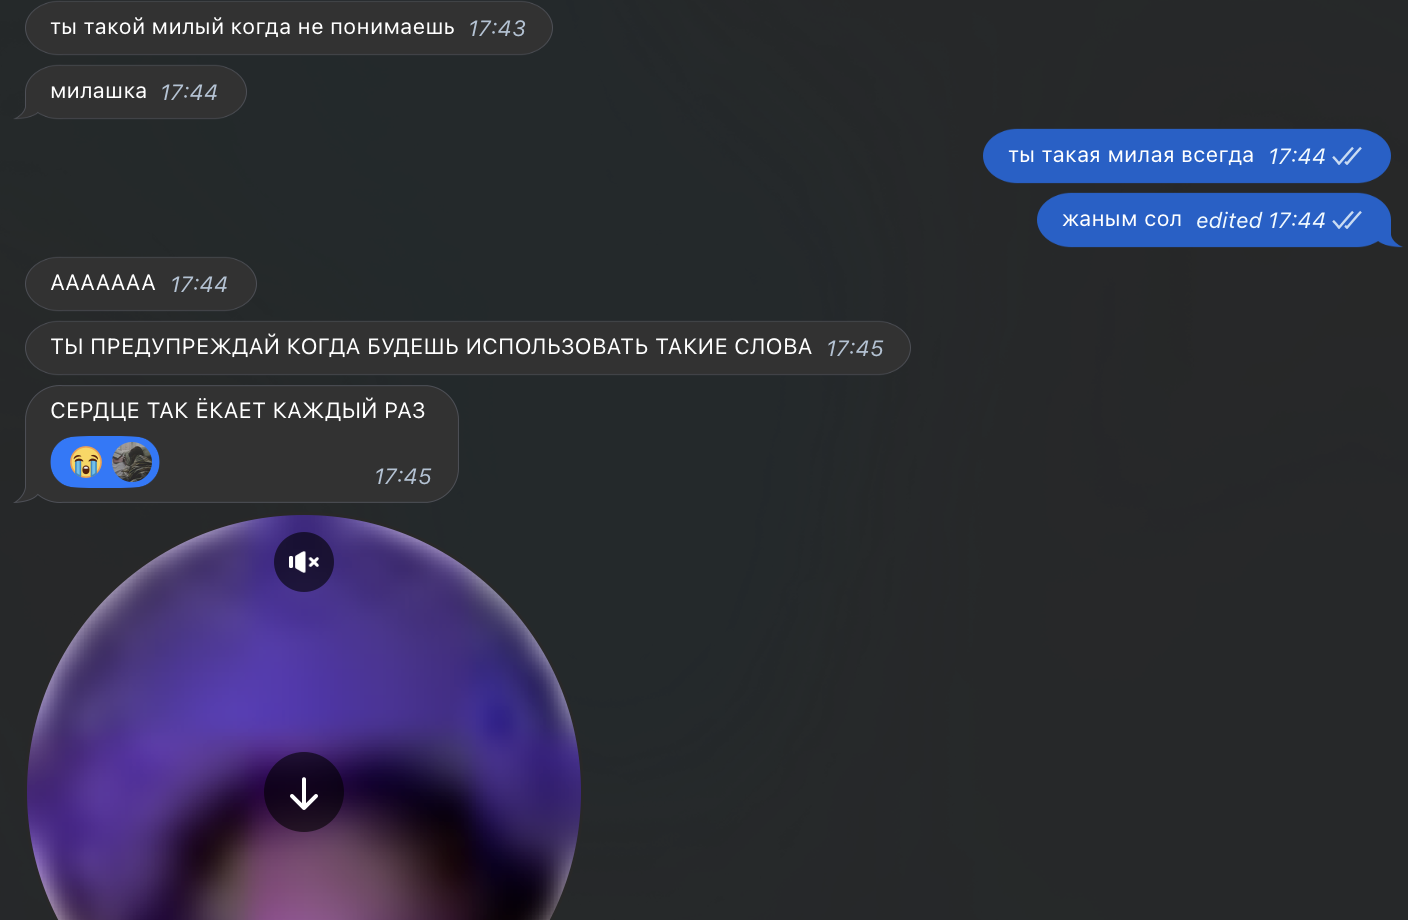 ты такой милый когда не понимаешь 17:43
милашка 17:44
ты такая милая всегда 17:44
жаным сол edited 17:44
ААААААА 17:44
ТЫ ПРЕДУПРЕЖДАЙ КОГДА БУДЕШЬ ИСПОЛЬЗОВАТЬ ТАКИЕ СЛОВА 17:45
СЕРДЦЕ ТАК ЁКАЕТ КАЖДЫЙ РАЗ
17:45